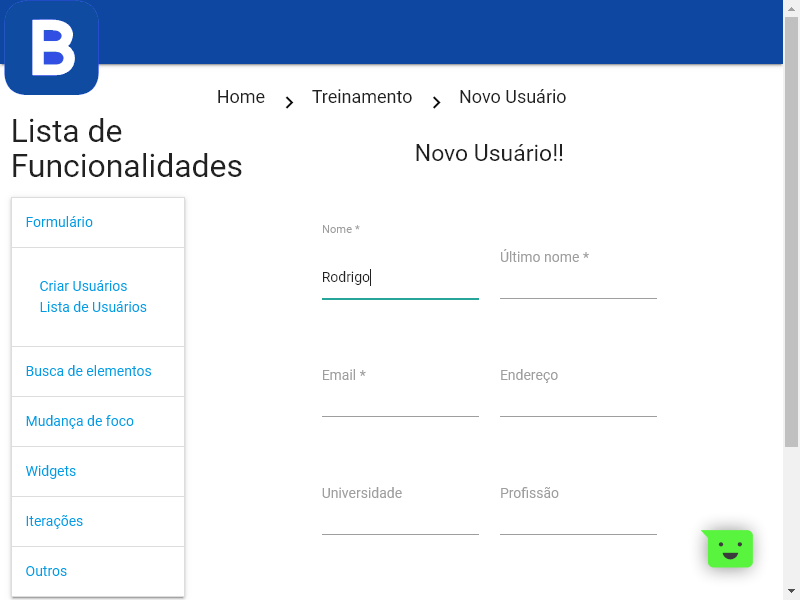 B
Home
Treinamento
Novo Usuário
Lista de
Funcionalidades
Novo Usuário!!
Formulário
Criar Usuários
Lista de Usuários
Busca de elementos
Mudança de foco
Widgets
Iterações
Outros
Nome *
Rodrigo
Último nome *
Email *
Endereço
Universidade
Profissão